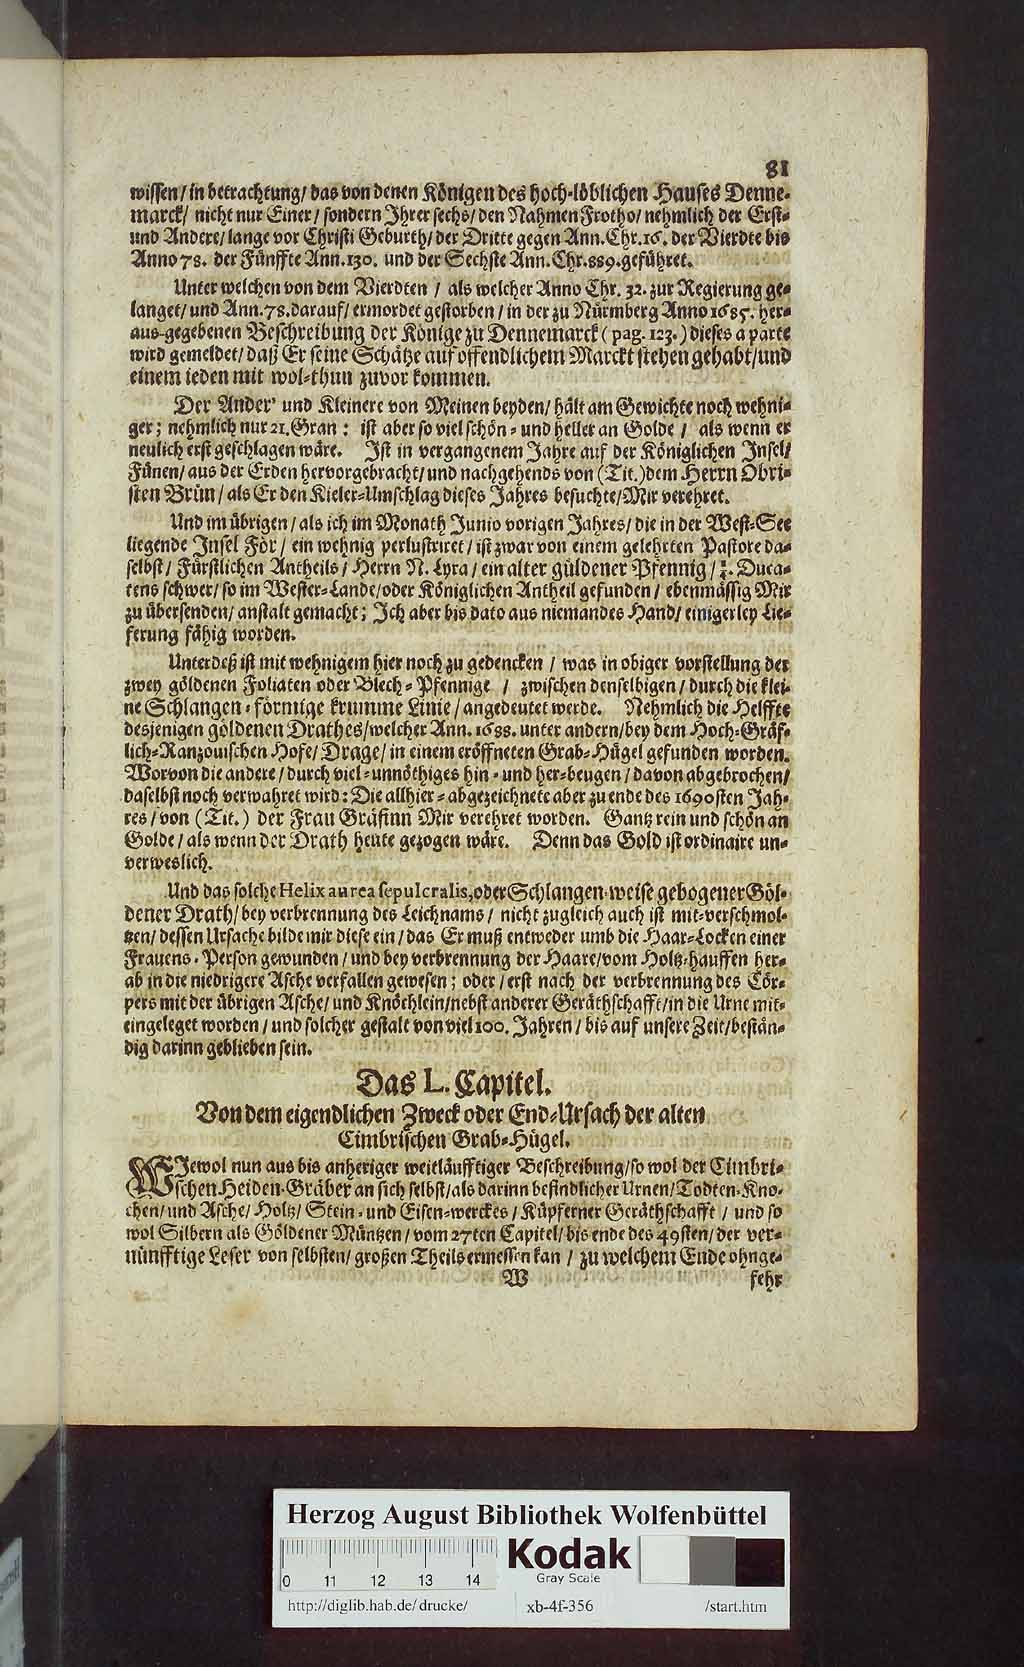 81
wissen/ in betrachtung/ das von denen Königen des hoch-löblichen Hauses Denne-
marck/ nicht nur Einer/ sondern Ihrer sechs/ den Nahmen Frotho/ nehmlich der Erst-
und Andere/ lange vor Christi Geburth/ der Dritte gegen Ann. Chr. 16. der Vierdte bis
Anno 78. der Fünffte Ann. 130. und der Sechste Ann. Chr. 889. geführet.
Unter welchen von dem Vierdten / als welcher Anno Chr. 32. zur Regierung ge-
langet/ und Ann. 78. darauf/ ermordet gestorben/ in der zu Nürmberg Anno 1685. her-
aus-gegebenen Beschreibung der Könige zu Dennemarck ( pag. 123. ) dieses a parte
wird gemeldet/ daß Er seine Schätze auf offendlichem Marckt stehen gehabt/ und
einem ieden mit wol-thun zuvor kommen.
Der Ander' und Kleinere von Meinen beyden/ hält am Gewichte noch wehni-
ger; nehmlich nur 21. Gran: ist aber so viel schön- und heller an Golde / als wenn er
neulich erst geschlagen wäre. Ist in vergangenem Jahre auf der Königlichen Insel/
Fünen/ aus der Erden hervorgebracht/ und nachgehends von (Tit.) dem Herrn Obri-
sten Brün/ als Er den Kieler-Umschlag dieses Jahres besuchte/ Mir verehret.
Und im übrigen/ als ich im Monath Junio vorigen Jahres/ die in der West-See
liegende Insel För/ ein wehnig perlustriret/ ist zwar von einem gelehrten Pastore da-
selbst/ Fürstlichen Antheils/ Herrn N. Lyra/ ein alter güldener Pfennig/ Duca-
tens schwer/ so im Wester-Lande/ oder Königlichen Antheil gefunden/ ebenmässig Mir
zu übersenden/ anstalt gemacht; Ich aber bis dato aus niemandes Hand/ einigerley Lie-
ferung fähig worden.
Unterdeß ist mit wehnigem hier noch zu gedencken / was in obiger vorstellung der
zwey göldenen Foliaten oder Blech-Pfennige / zwischen denselbigen/ durch die klei-
ne Schlangen-förmige krumme Linie/ angedeutet werde. Nehmlich die Helffte
desjenigen göldenen Drathes/ welcher Ann. 1688. unter andern/ bey dem Hoch-Gräf-
lich-Ranzouischen Hofe/ Drage/ in einem eröffneten Grab-Hügel gefunden worden.
Worvon die andere/ durch viel-unnöthiges hin- und her-beugen/ davon abgebrochen/
daselbst noch verwahret wird: Die allhier-abgezeichnete aber zu ende des 1690sten Jah-
res/ von (Tit.) der Frau Gräfinn Mir verehret worden. Gantz rein und schön an
Golde/ als wenn der Drath heute gezogen wäre. Denn das Gold ist ordinaire un-
verweslich.
Und das solche Helix aurea sepulcralis, oder Schlangen-weise gebogener Göl-
dener Drath/ bey verbrennung des Leichnams/ nicht zugleich auch ist mit-verschmol-
tzen/ dessen Ursache bilde mir diese ein/ das Er muß entweder umb die Haar-Locken einer
Frauens-Person gewunden/ und bey verbrennung der Haare/ vom Holtz-hauffen her-
ab in die niedrigere Asche verfallen gewesen; oder/ erst nach der verbrennung des Cör-
pers mit der übrigen Asche/ und Knöchlein/ nebst anderer Geräthschafft/ in die Urne mit-
eingeleget worden/ und solcher gestalt von viel 100. Jahren/ bis auf unsere Zeit/ bestän-
dig darinn geblieben sein.
Das L. Capitel.
Von dem eigendlichen Zweck oder End-Ursach der alten
Cimbrischen Grab-Hügel.
WIewol nun aus bis anheriger weitläufftiger Beschreibung/ so wol der Cimbri-
schen Heiden-Gräber an sich selbst/ als darinn befindlicher Urnen/ Todten-Kno-
chen/ und Asche/ Holtz/ Stein- und Eisen-werckes/ Küpferner Geräthschafft / und so
wol Silbern als Göldener Müntzen/ vom 27ten Capitel/ bis ende des 49sten/ der ver-
nünfftige Leser von selbsten/ großen Theils ermessen kan / zu welchem Ende ohnge-
W fehr
Herzog August Bibliothek Wolfenbüttel
0 11 12 13 14
Kodak
Gray Scale
http://diglib.hab.de/drucke/ xb-4f-356 /start.htm